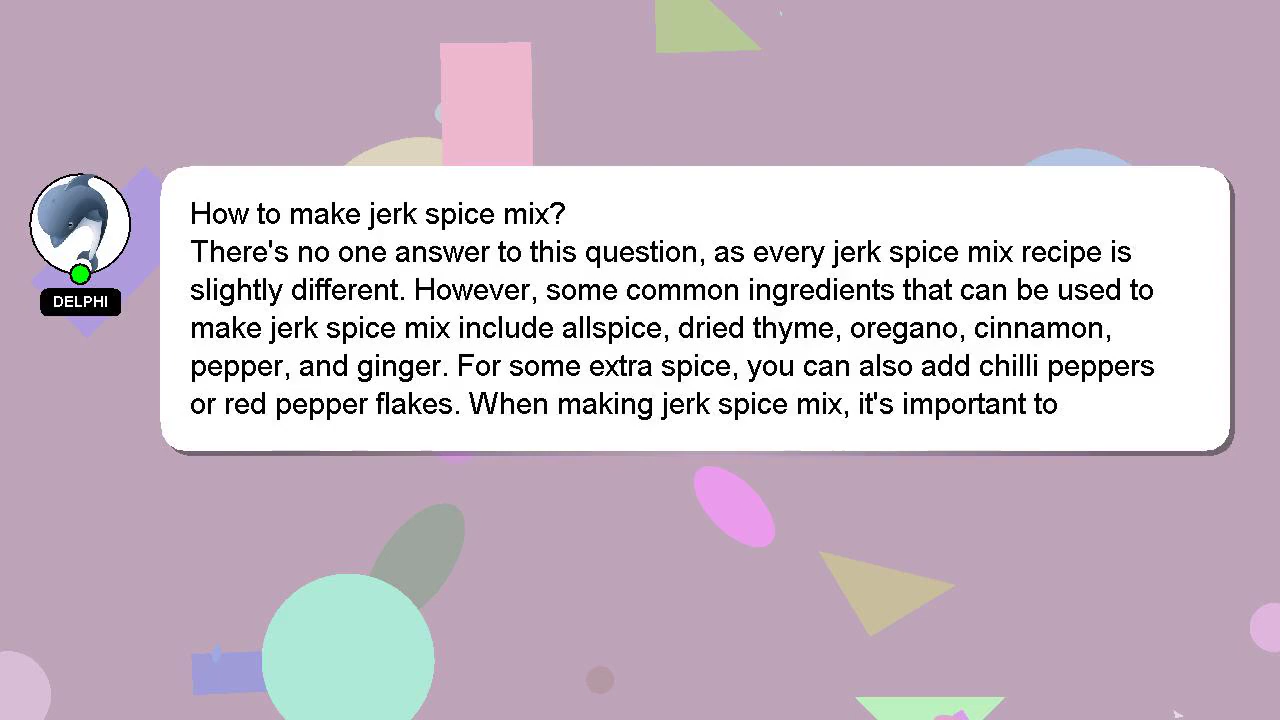 How to make jerk spice mix?
There's no one answer to this question, as every jerk spice mix recipe is
slightly different. However, some common ingredients that can be used to
make jerk spice mix include allspice, dried thyme, oregano, cinnamon,
pepper, and ginger. For some extra spice, you can also add chilli peppers
or red pepper flakes. When making jerk spice mix, it's important to
DELPHI